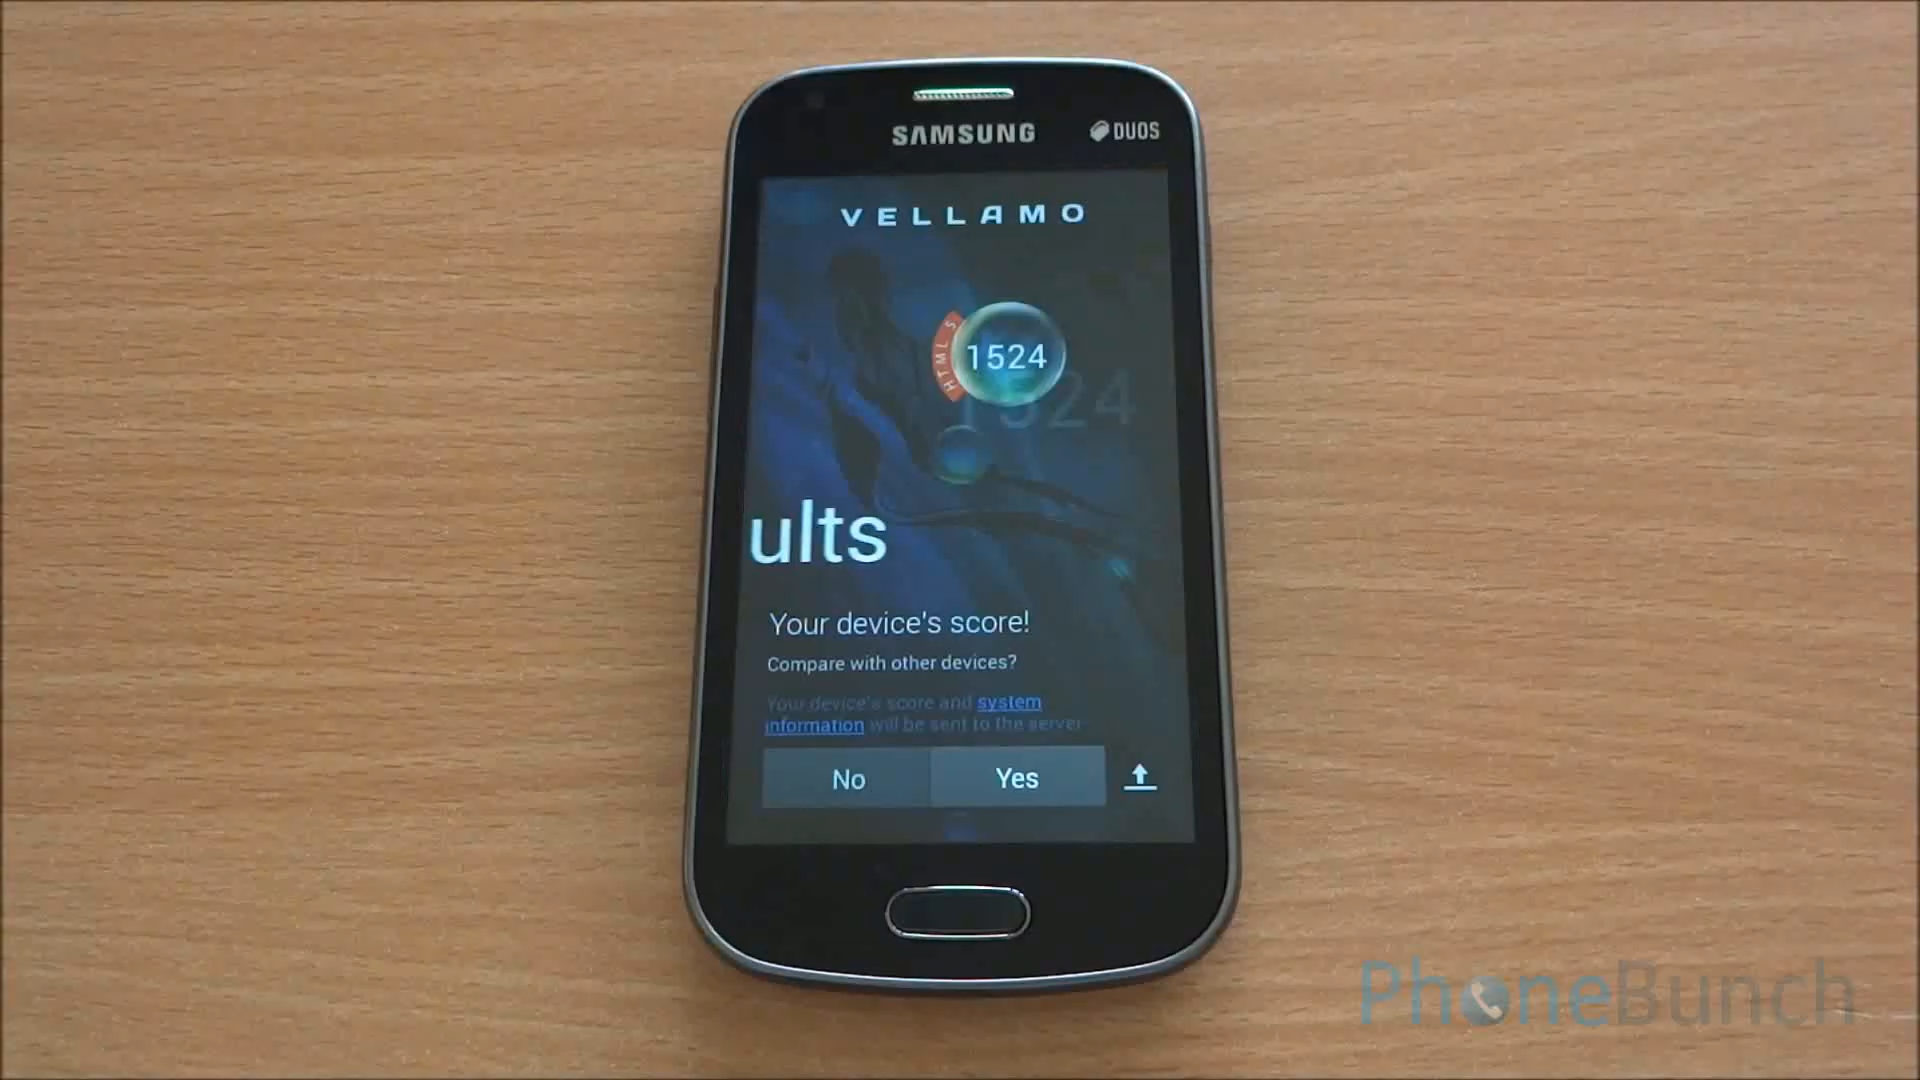 SAMSUNG
DUOS
VELLAMO
HTML 5
1524
1524
ults
Your device's score!
Compare with other devices?
Your device's score and system
information will be sent to the server
No Yes
PhoneBunch